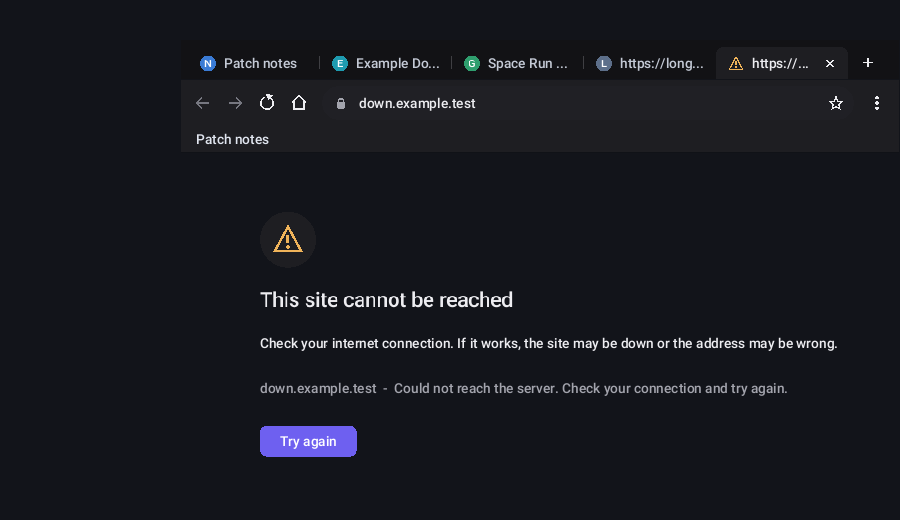 N Patch notes E Example Do... G Space Run ... L https://long... https://...
down.example.test
Patch notes
This site cannot be reached
Check your internet connection. If it works, the site may be down or the address may be wrong.
down.example.test - Could not reach the server. Check your connection and try again.
Try again